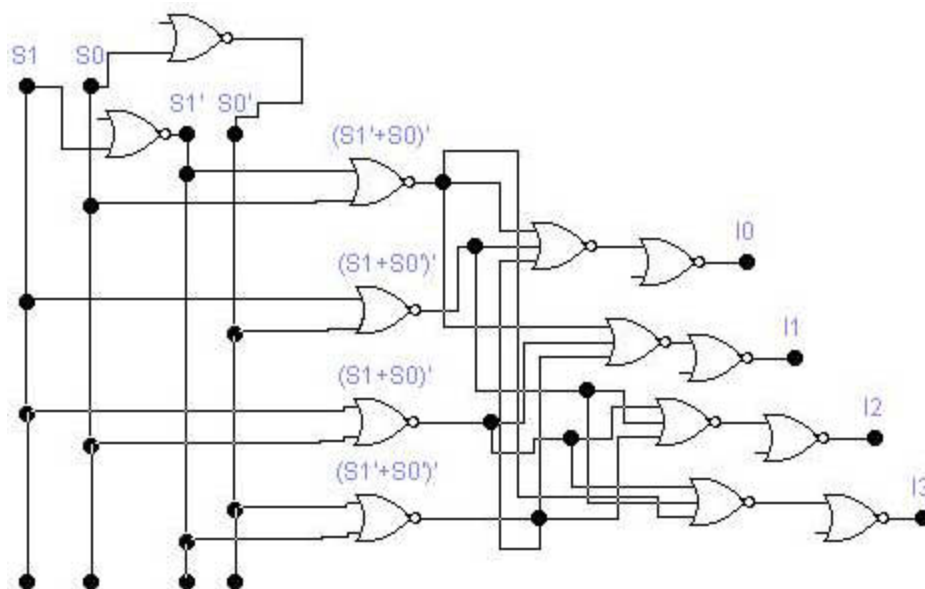 S1
S0
S1'
S0'
(S1'+S0)'
I0
(S1+S0')'
I1
(S1+S0)'
I2
(S1'+S0')'
I3